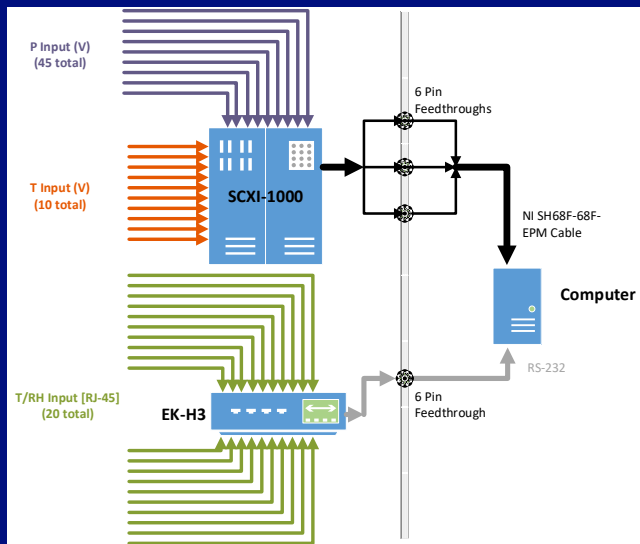 P Input (V)
(45 total)
6 Pin
Feedthroughs
T Input (V)
(10 total)
SCXI-1000
NI SH68F-68F-
EPM Cable
Computer
RS-232
T/RH Input [RJ-45]
(20 total)
EK-H3
6 Pin
Feedthrough